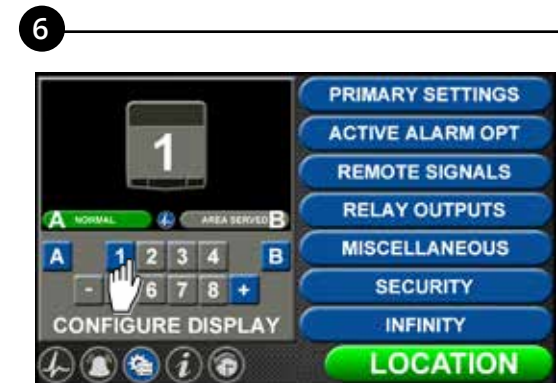 6
1
A NORMAL AREA SERVED B
A 1 2 3 4 B
- 6 7 8 +
CONFIGURE DISPLAY
i
PRIMARY SETTINGS
ACTIVE ALARM OPT
REMOTE SIGNALS
RELAY OUTPUTS
MISCELLANEOUS
SECURITY
INFINITY
LOCATION